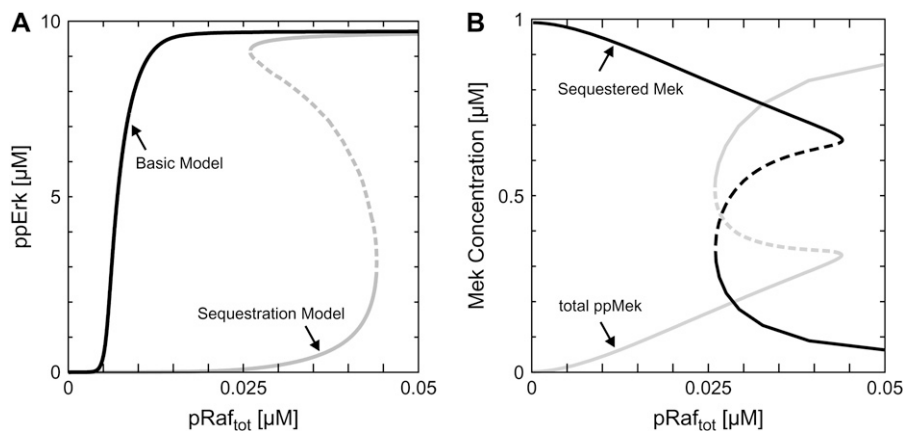 A
10
5
0
ppErk [µM]
Basic Model
Sequestration Model
0
0.025
0.05
pRaf_tot [µM]
B
1
0.5
0
Mek Concentration [µM]
Sequestered Mek
total ppMek
0
0.025
0.05
pRaf_tot [µM]